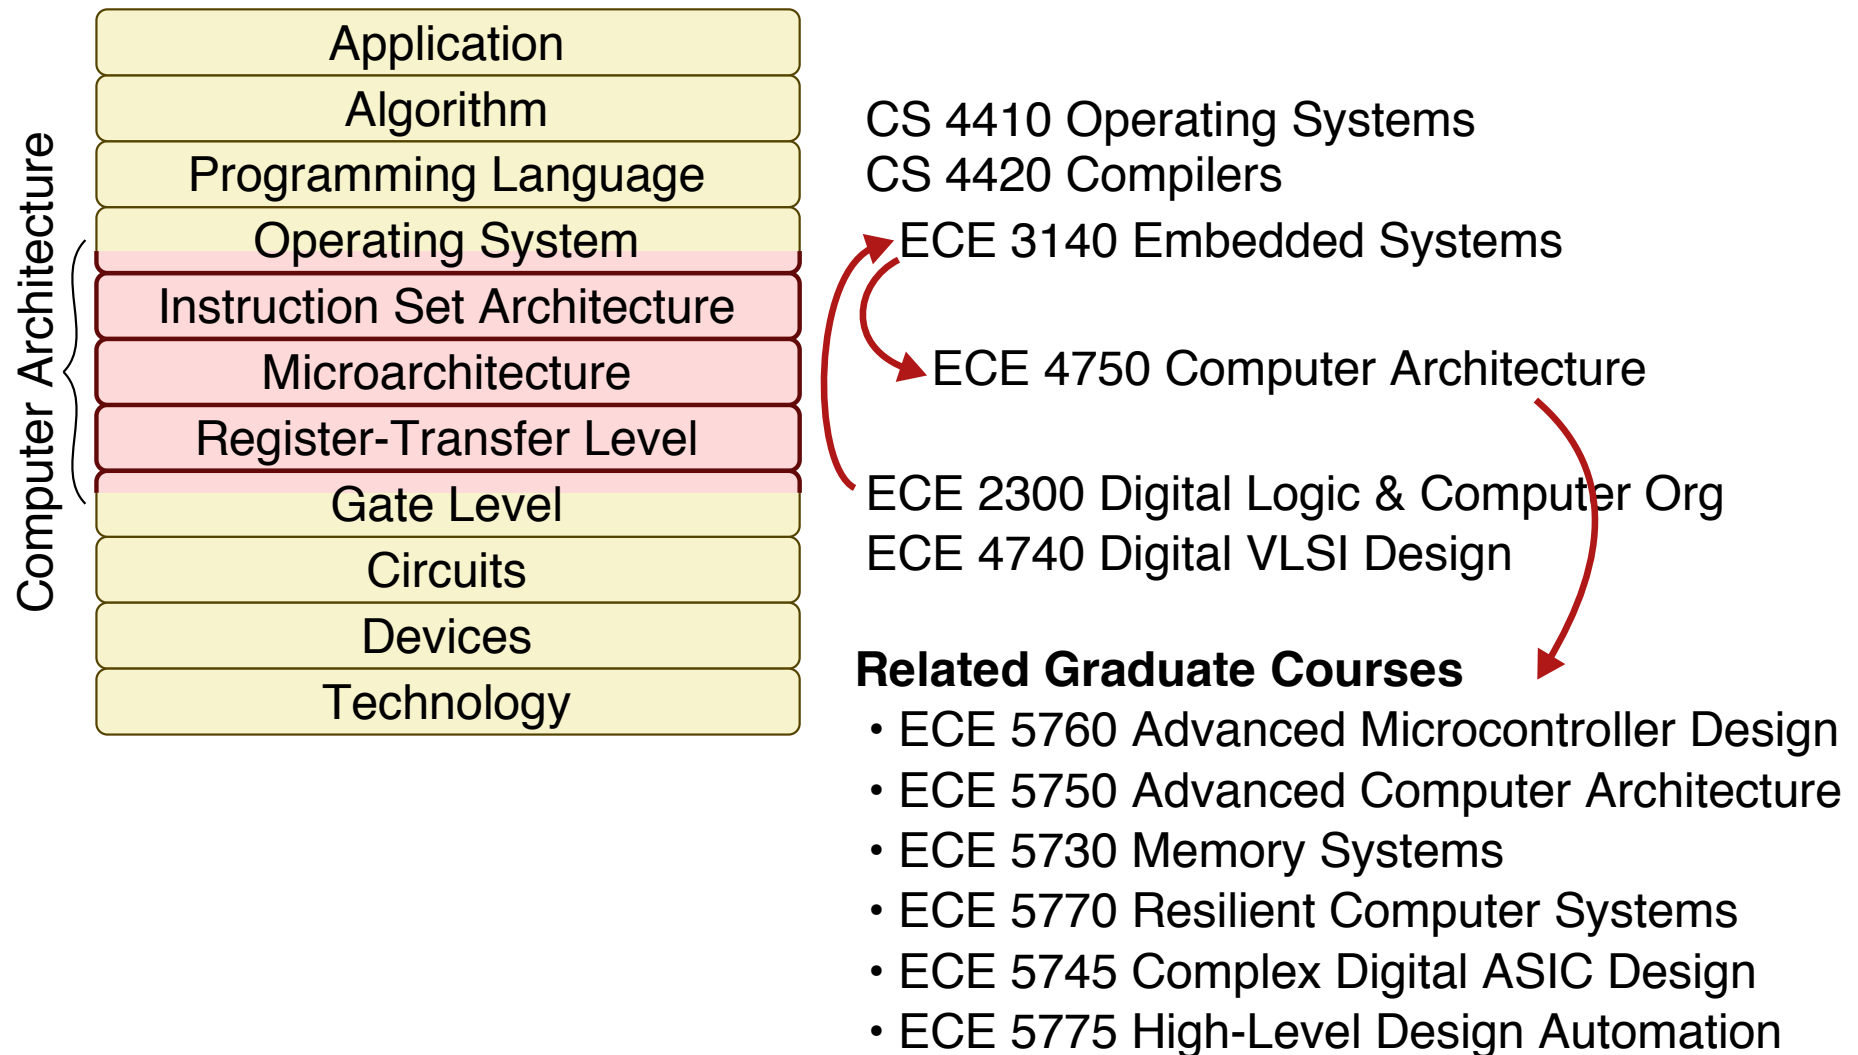 Computer Architecture
Application
Algorithm
Programming Language
Operating System
Instruction Set Architecture
Microarchitecture
Register-Transfer Level
Gate Level
Circuits
Devices
Technology
CS 4410 Operating Systems
CS 4420 Compilers
ECE 3140 Embedded Systems
ECE 4750 Computer Architecture
ECE 2300 Digital Logic & Computer Org
ECE 4740 Digital VLSI Design
Related Graduate Courses
• ECE 5760 Advanced Microcontroller Design
• ECE 5750 Advanced Computer Architecture
• ECE 5730 Memory Systems
• ECE 5770 Resilient Computer Systems
• ECE 5745 Complex Digital ASIC Design
• ECE 5775 High-Level Design Automation